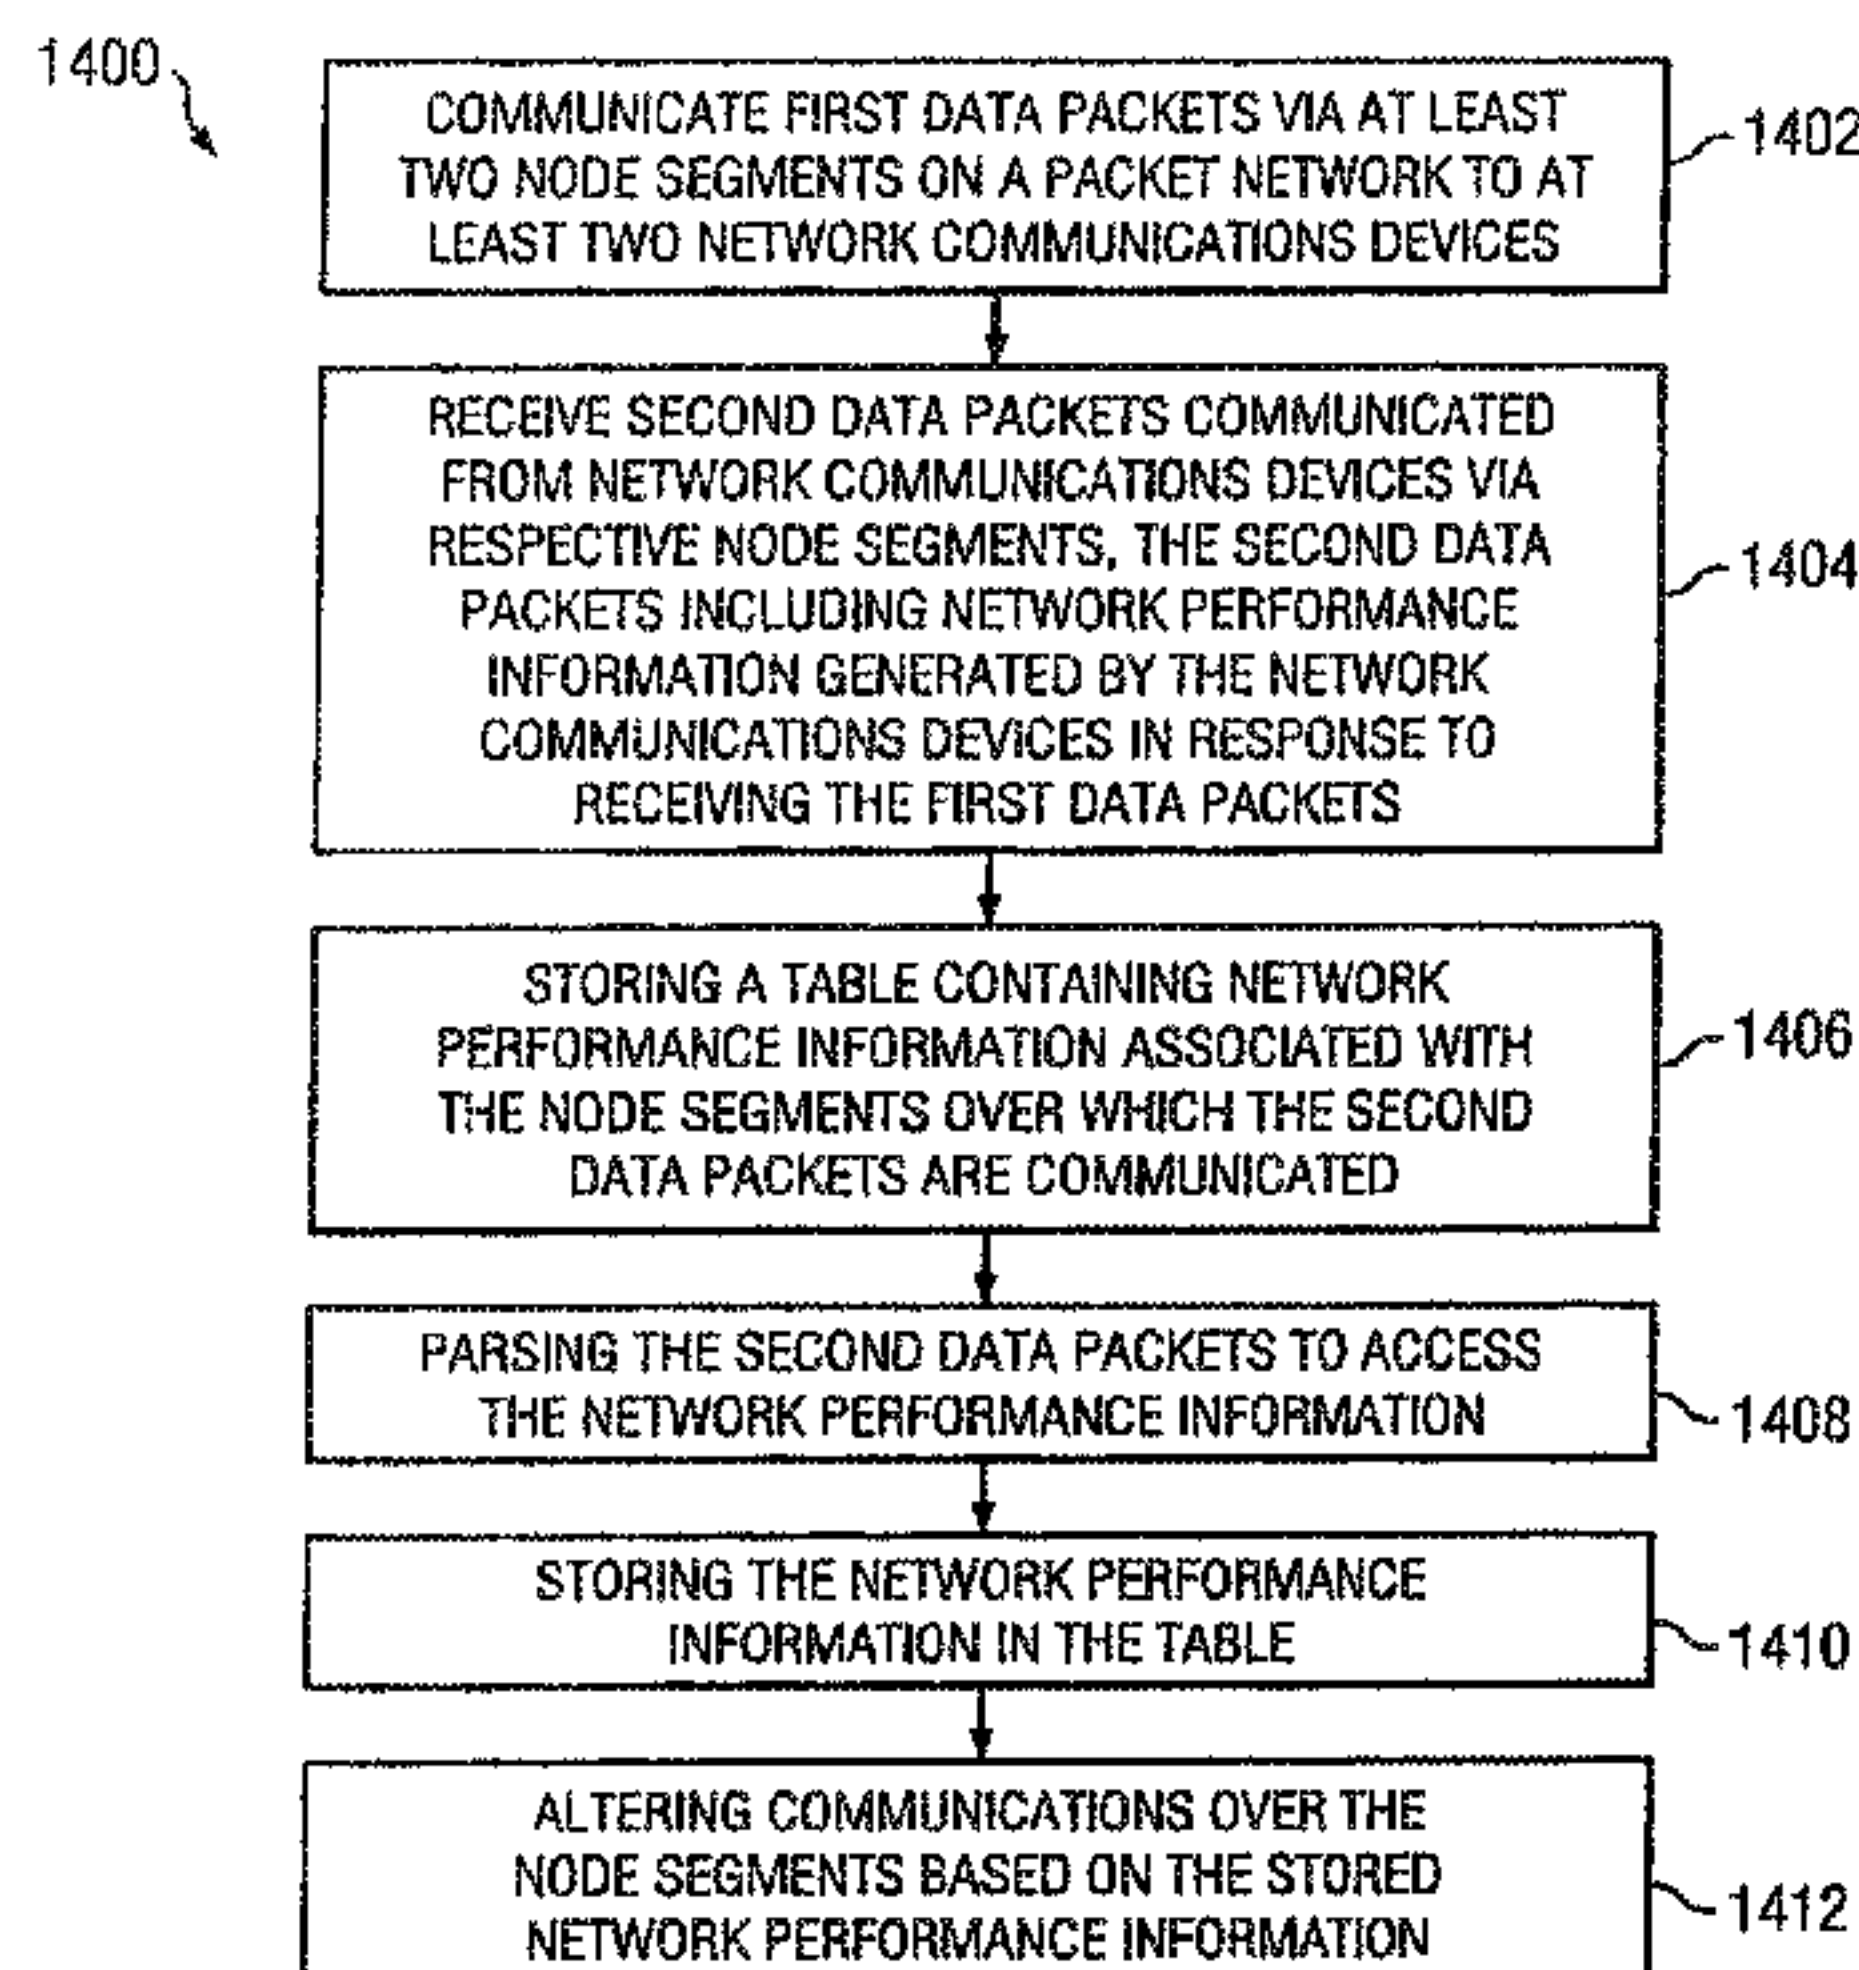 1400
COMMUNICATE FIRST DATA PACKETS VIA AT LEAST
TWO NODE SEGMENTS ON A PACKET NETWORK TO AT
LEAST TWO NETWORK COMMUNICATIONS DEVICES
1402
RECEIVE SECOND DATA PACKETS COMMUNICATED
FROM NETWORK COMMUNICATIONS DEVICES VIA
RESPECTIVE NODE SEGMENTS, THE SECOND DATA
PACKETS INCLUDING NETWORK PERFORMANCE
INFORMATION GENERATED BY THE NETWORK
COMMUNICATIONS DEVICES IN RESPONSE TO
RECEIVING THE FIRST DATA PACKETS
1404
STORING A TABLE CONTAINING NETWORK
PERFORMANCE INFORMATION ASSOCIATED WITH
THE NODE SEGMENTS OVER WHICH THE SECOND
DATA PACKETS ARE COMMUNICATED
1406
PARSING THE SECOND DATA PACKETS TO ACCESS
THE NETWORK PERFORMANCE INFORMATION
1408
STORING THE NETWORK PERFORMANCE
INFORMATION IN THE TABLE
1410
ALTERING COMMUNICATIONS OVER THE
NODE SEGMENTS BASED ON THE STORED
NETWORK PERFORMANCE INFORMATION
1412